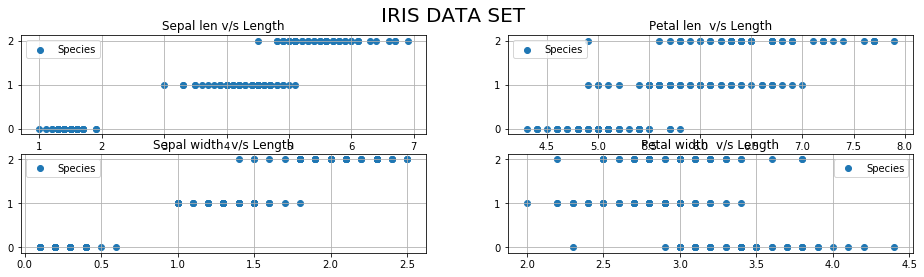 IRIS DATA SET
Sepal len v/s Length
2
1
0
Species
1 2 3 4 5 6 7
Petal len  v/s Length
2
1
0
Species
4.5 5.0 5.5 6.0 6.5 7.0 7.5 8.0
Sepal width v/s Length
2
1
0
Species
0.0 0.5 1.0 1.5 2.0 2.5
Petal width  v/s Length
2
1
0
Species
2.0 2.5 3.0 3.5 4.0 4.5